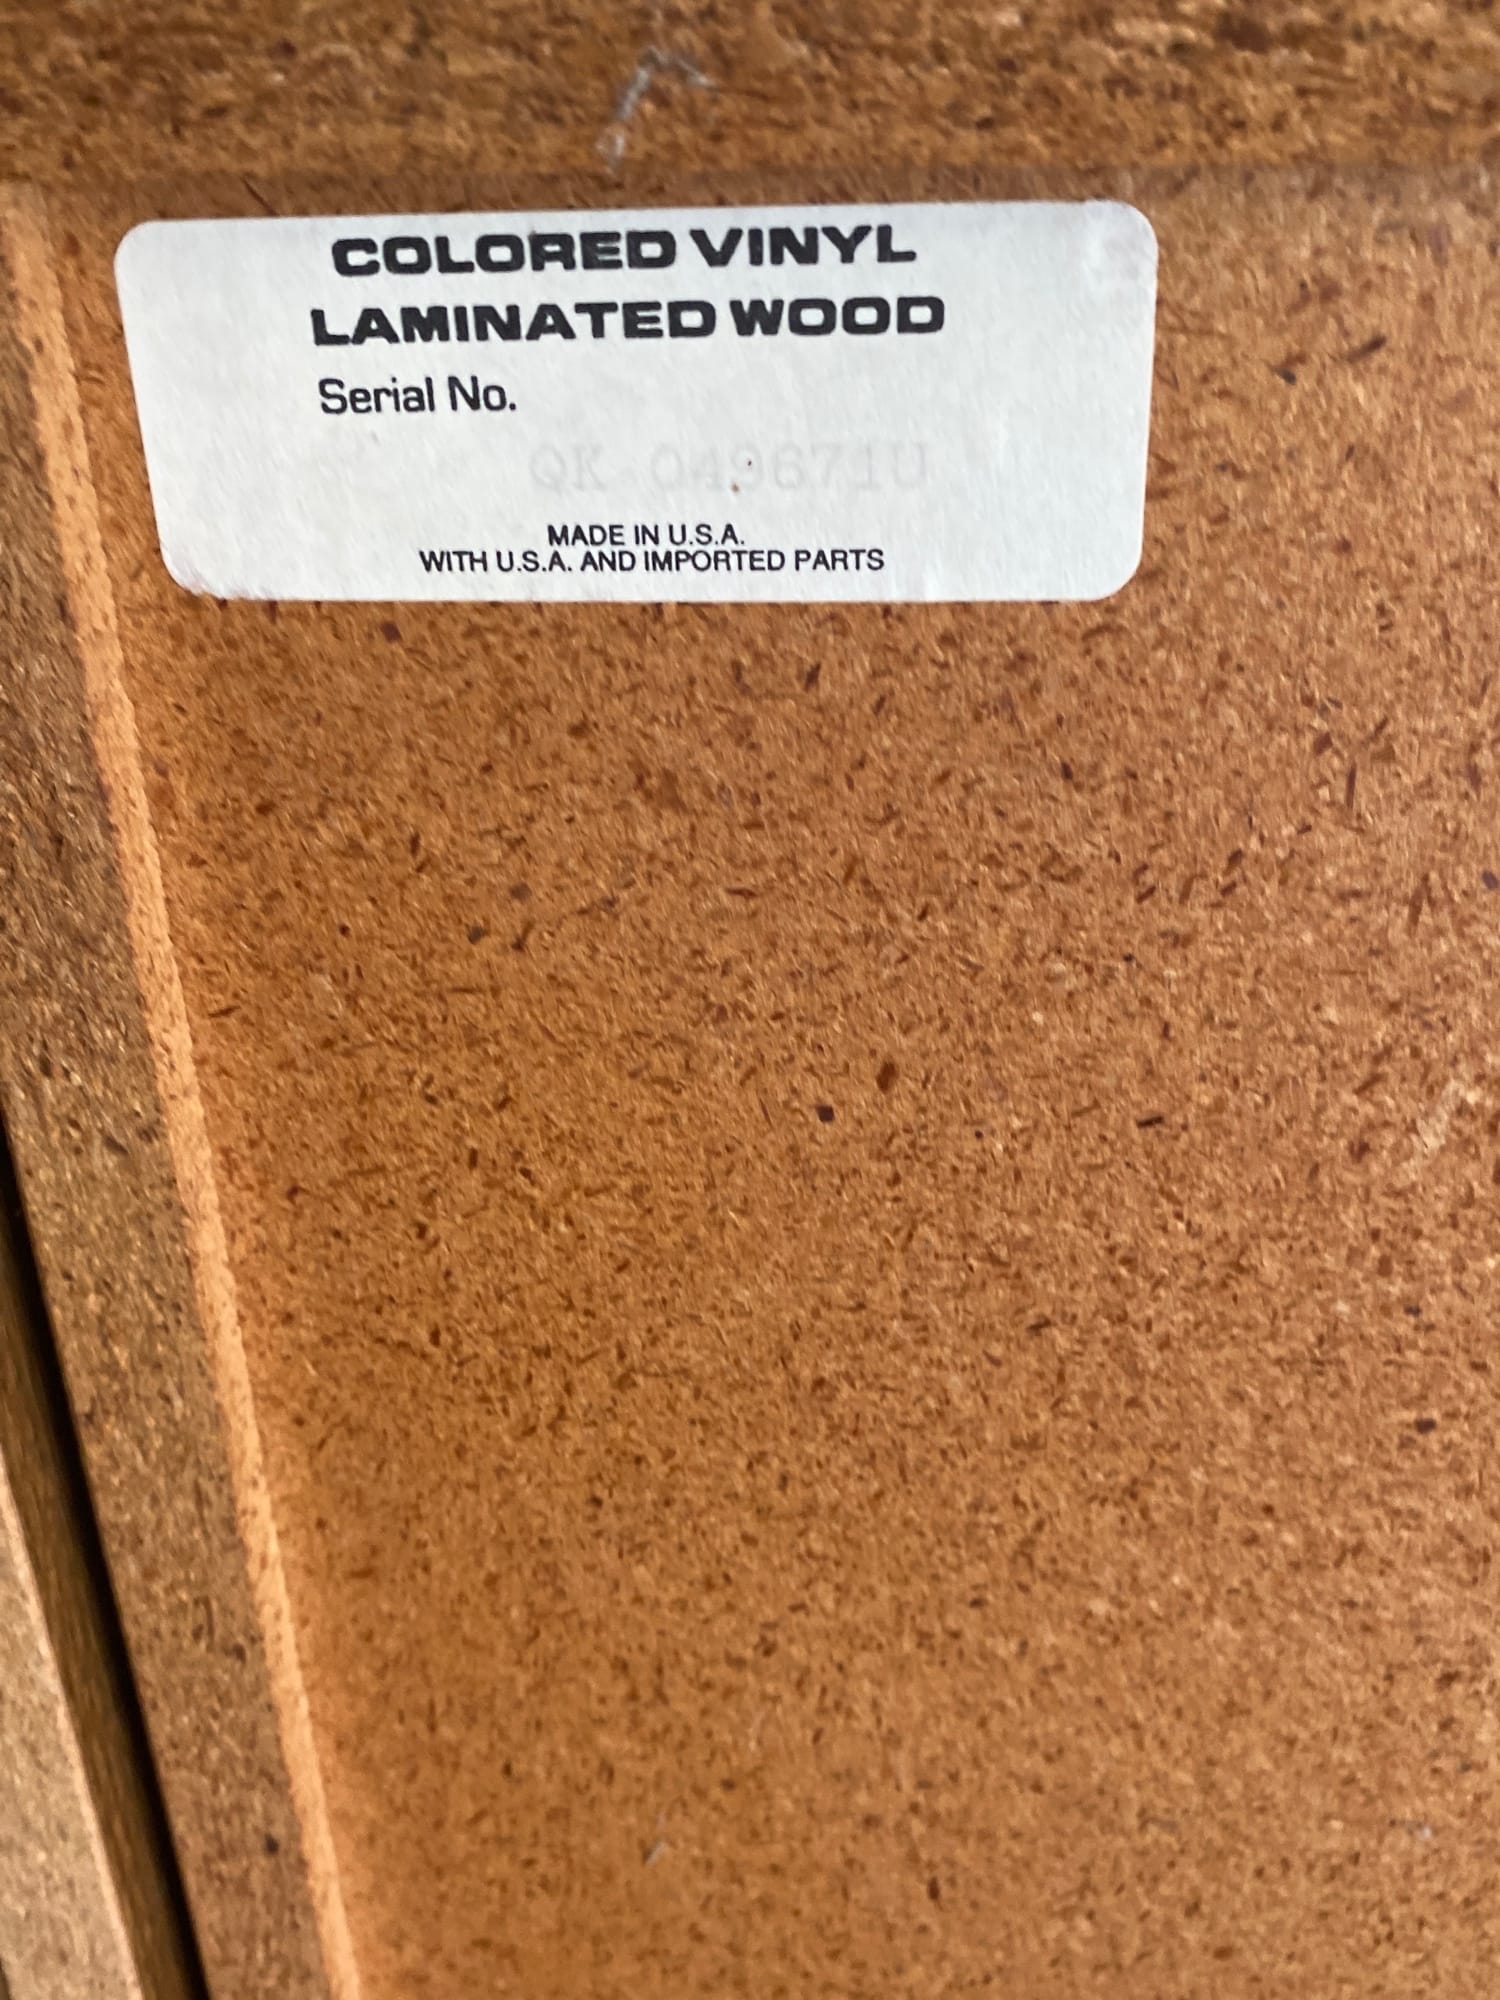 COLORED VINYL
LAMINATED WOOD
Serial No.
QK 049671U
MADE IN U.S.A.
WITH U.S.A. AND IMPORTED PARTS